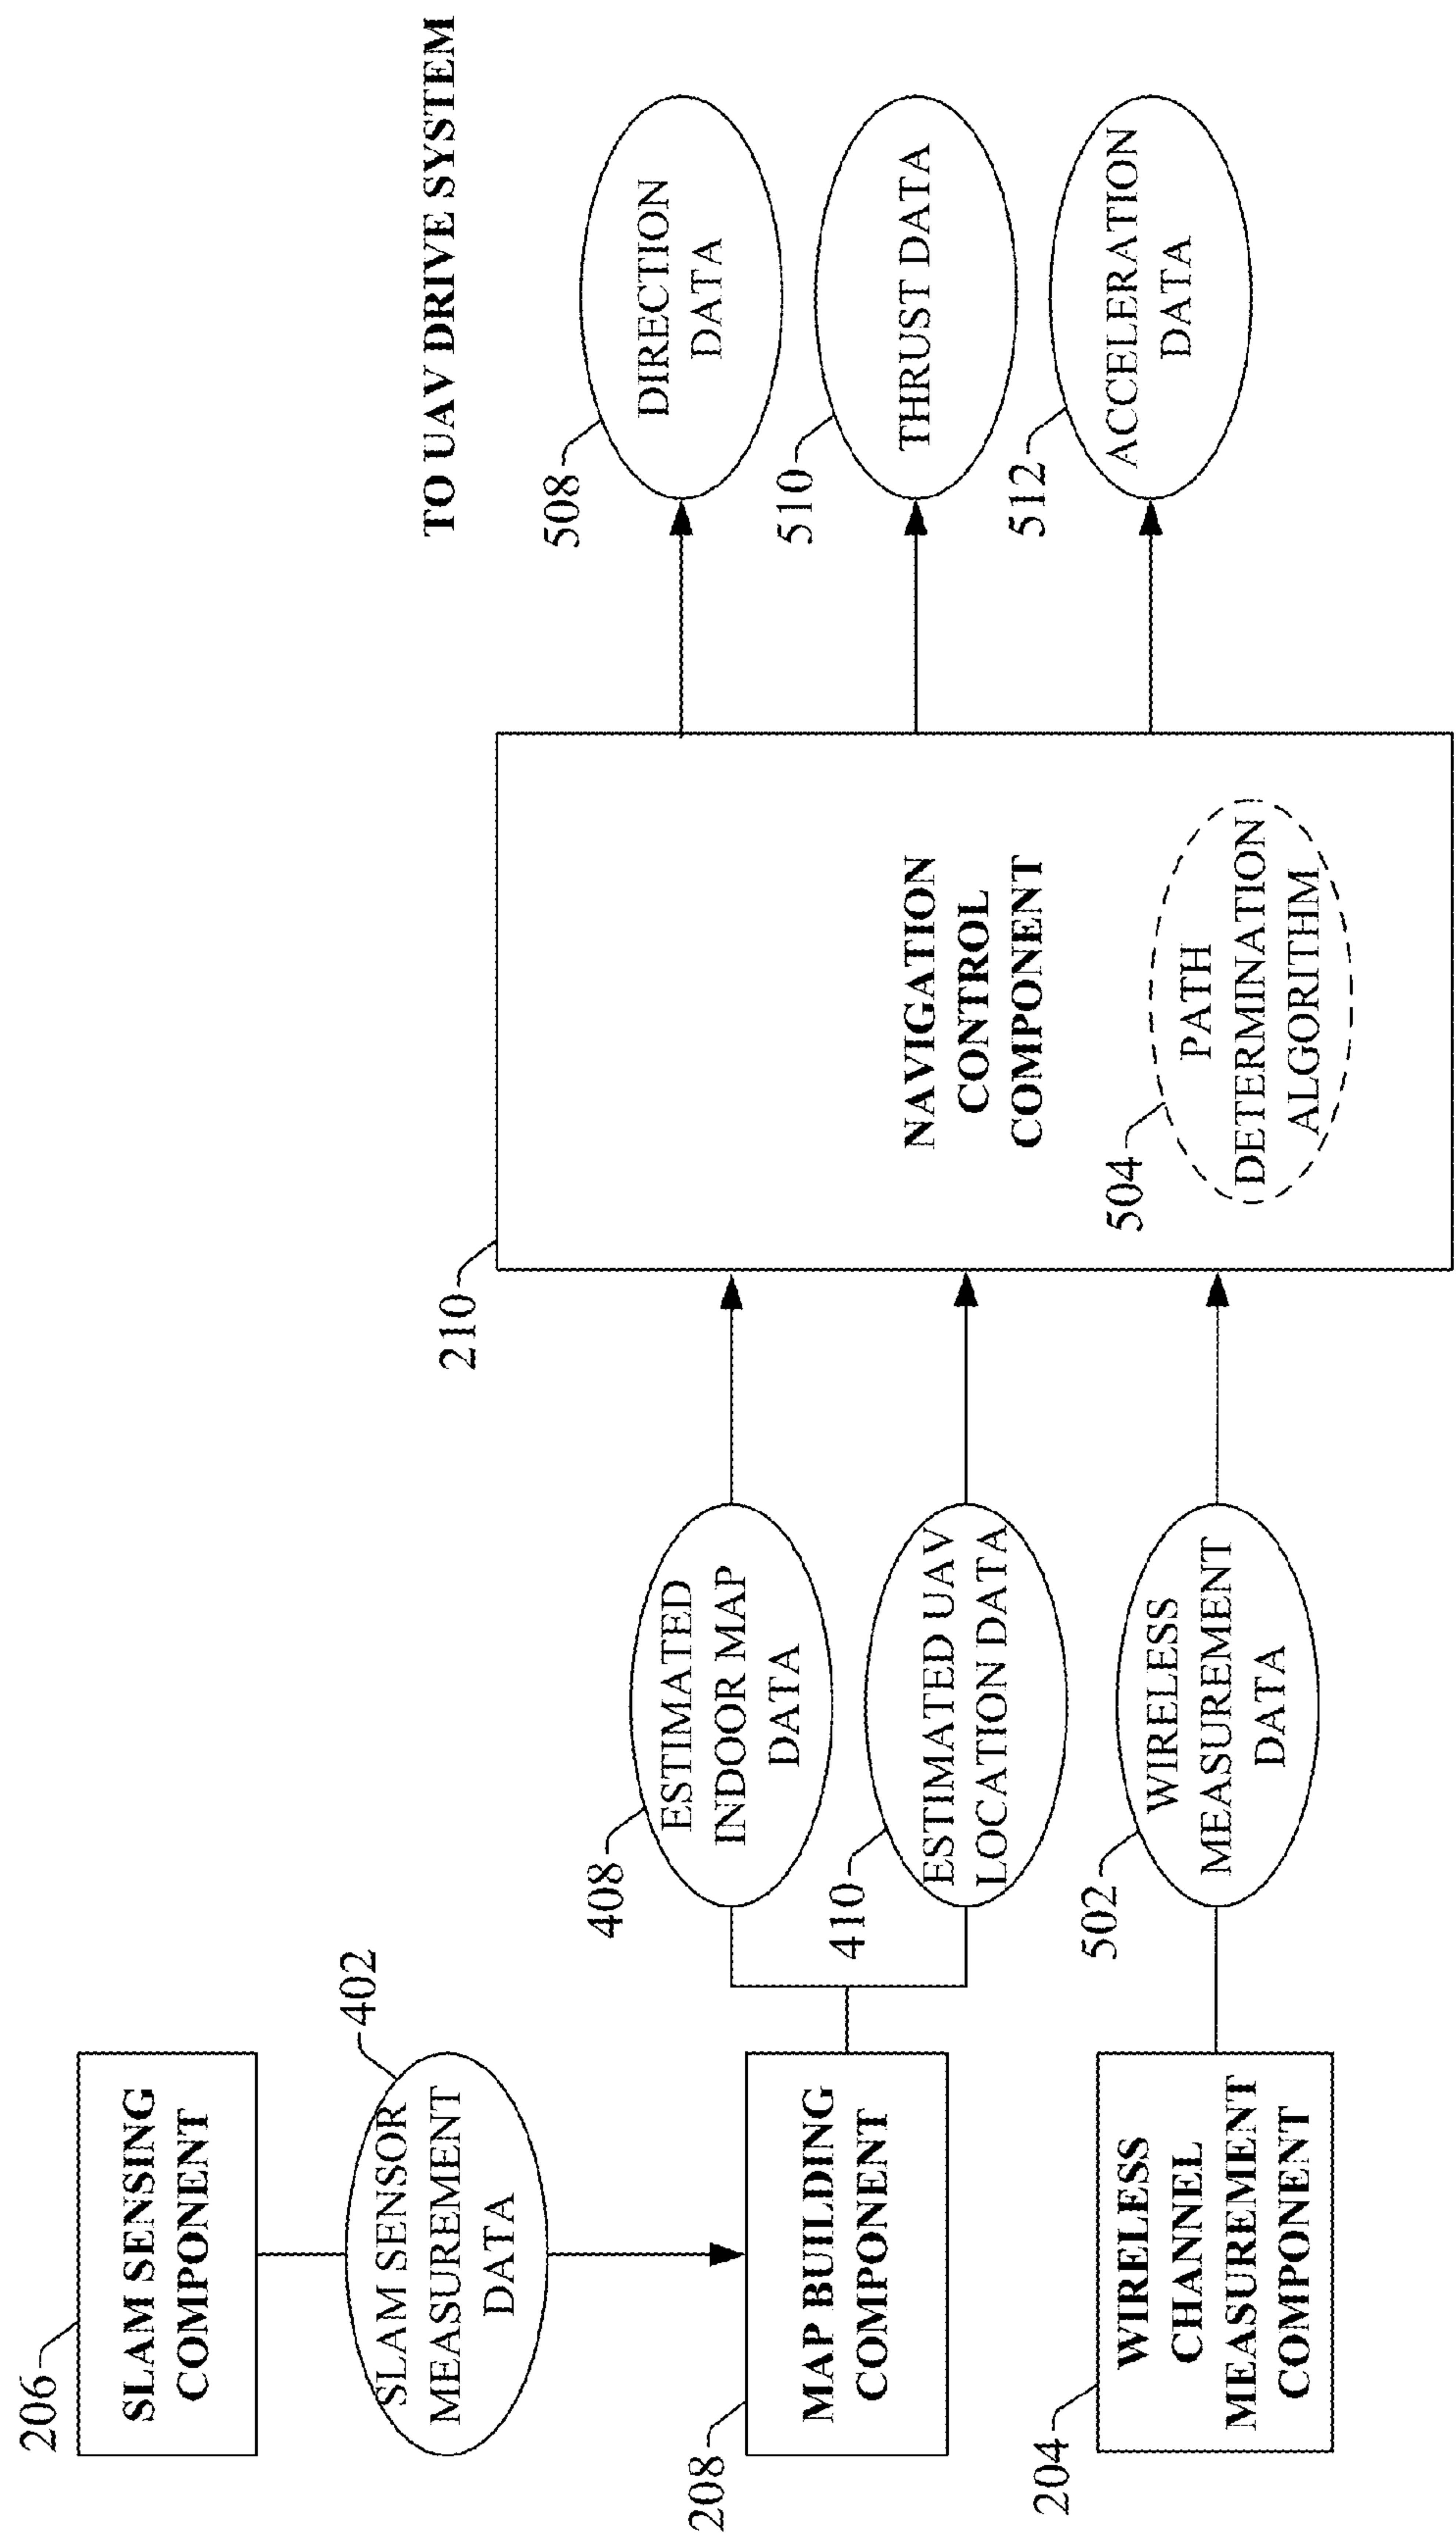 206
SLAM SENSING
COMPONENT
402
SLAM SENSOR
MEASUREMENT
DATA
208
MAP BUILDING
COMPONENT
204
WIRELESS
CHANNEL
MEASUREMENT
COMPONENT
408
ESTIMATED
INDOOR MAP
DATA
410
ESTIMATED UAV
LOCATION DATA
502
WIRELESS
MEASUREMENT
DATA
210
NAVIGATION
CONTROL
COMPONENT
504
PATH
DETERMINATION
ALGORITHM
TO UAV DRIVE SYSTEM
508
DIRECTION
DATA
510
THRUST DATA
512
ACCELERATION
DATA